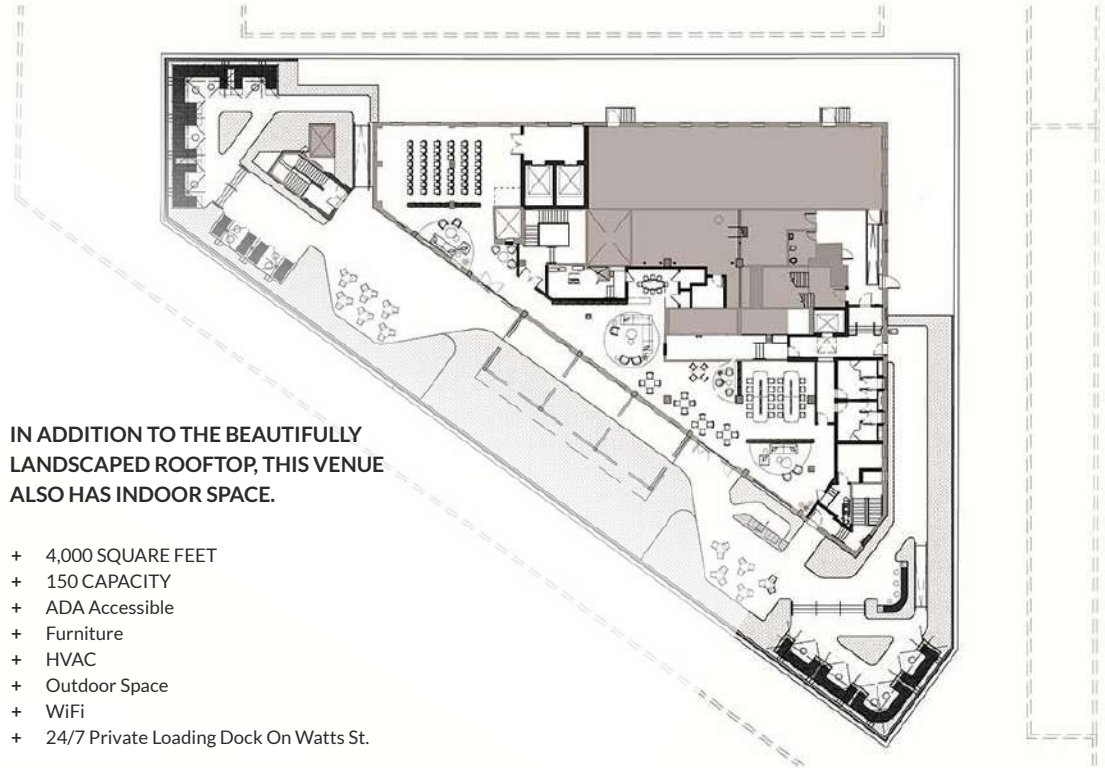 IN ADDITION TO THE BEAUTIFULLY
LANDSCAPED ROOFTOP, THIS VENUE
ALSO HAS INDOOR SPACE.
+ 4,000 SQUARE FEET
+ 150 CAPACITY
+ ADA Accessible
+ Furniture
+ HVAC
+ Outdoor Space
+ WiFi
+ 24/7 Private Loading Dock On Watts St.